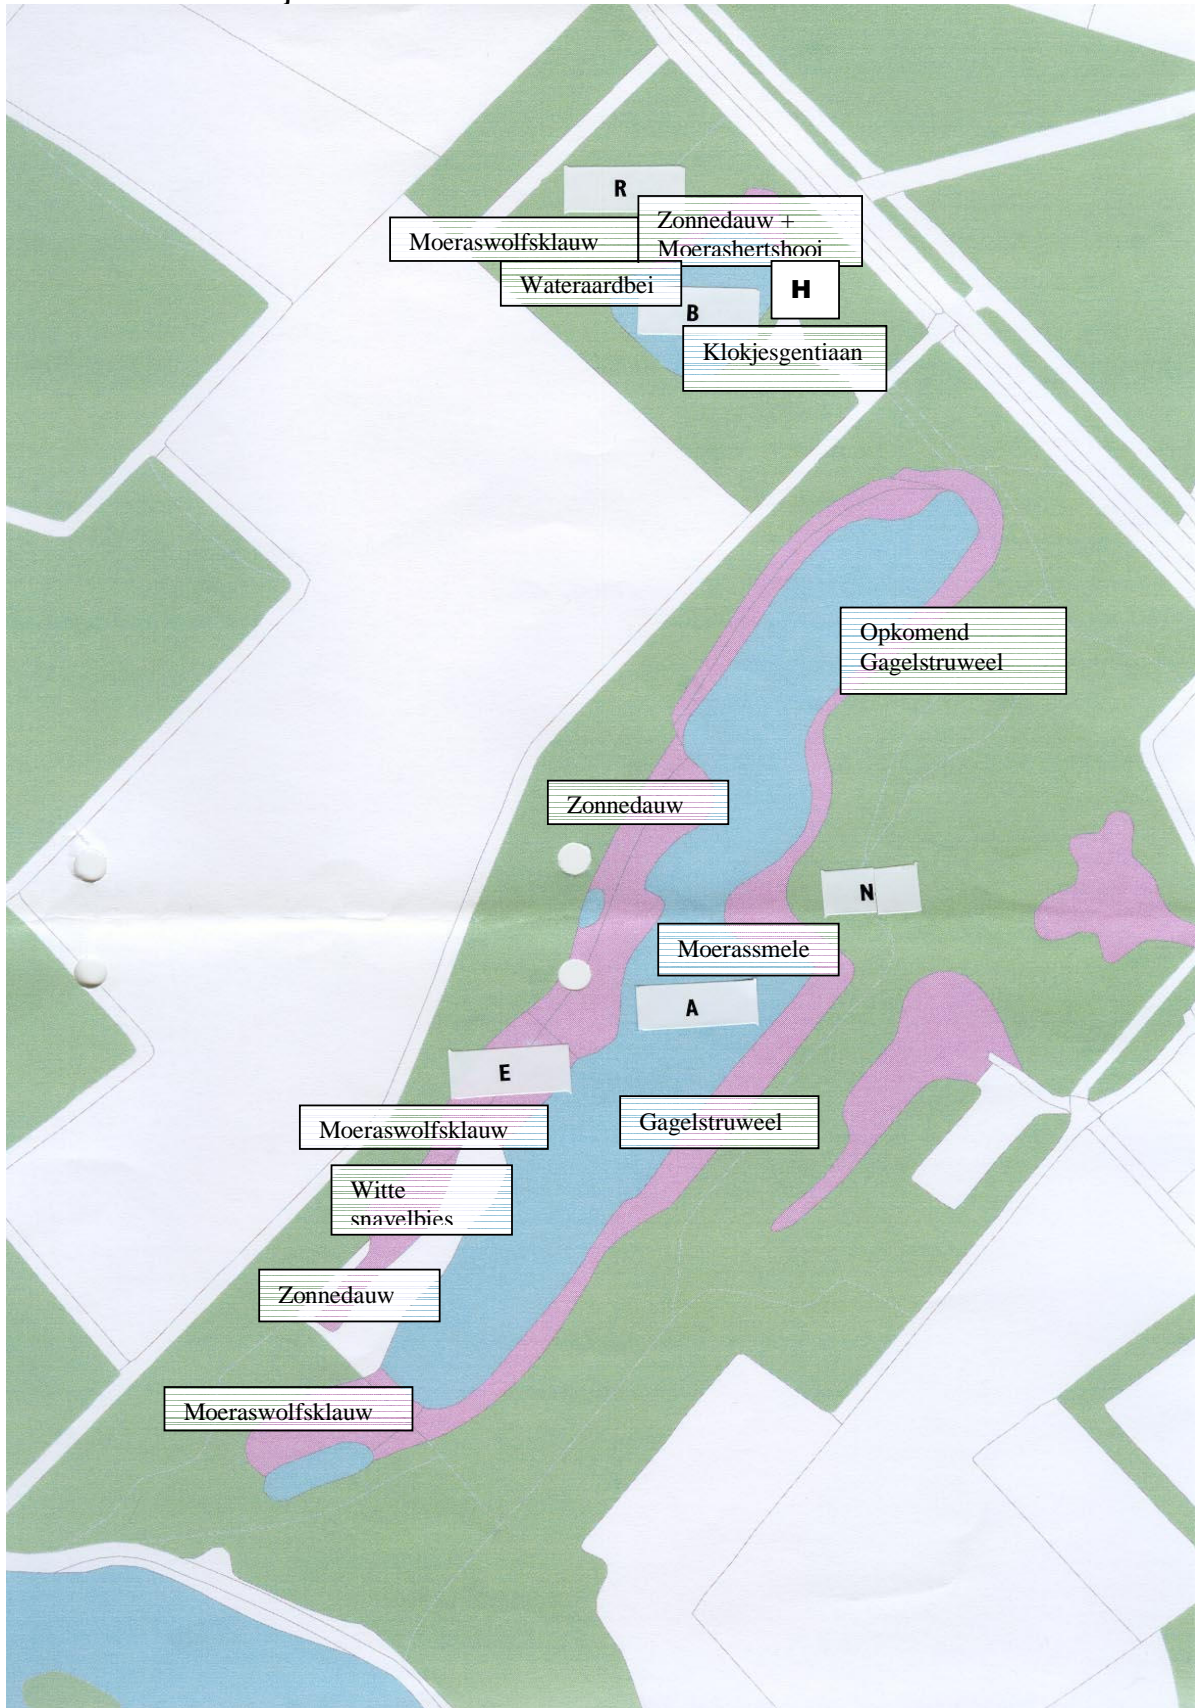 R
Zonnedauw +
Moerashertshooi
Moeraswolfsklauw
Wateraardbei
H
B
Klokjesgentiaan
Opkomend
Gagelstruweel
Zonnedauw
N
Moerassmele
A
E
Moeraswolfsklauw
Gagelstruweel
Witte
snavelbies
Zonnedauw
Moeraswolfsklauw